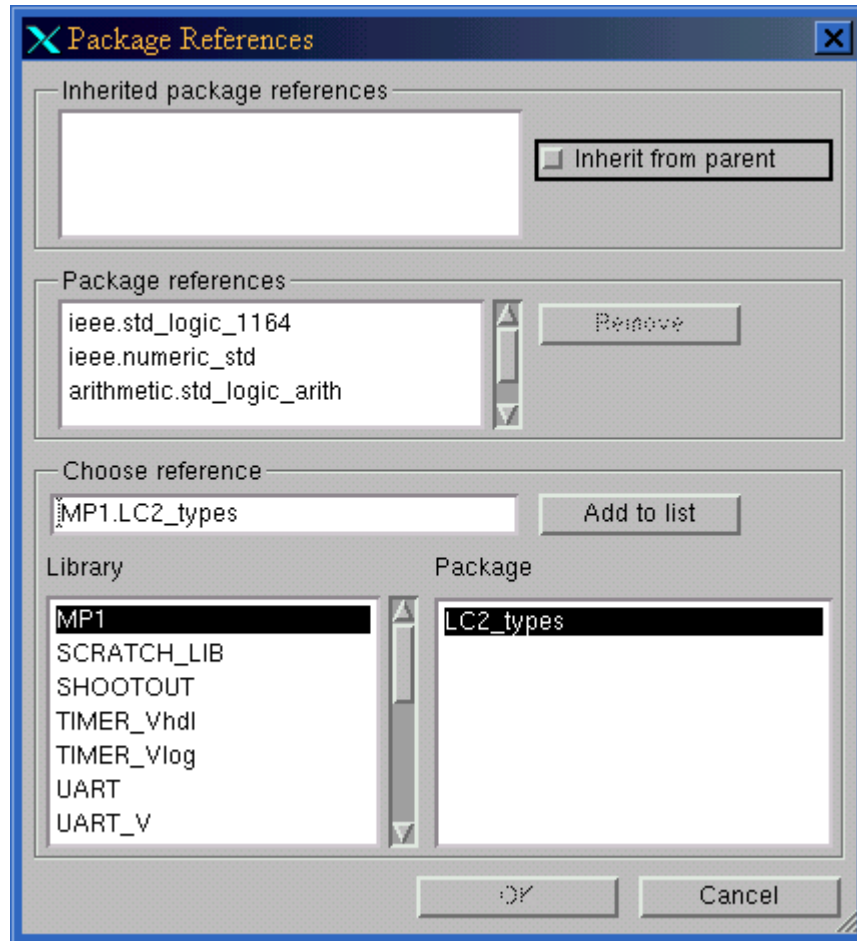 Package References
Inherited package references
Inherit from parent
Package references
ieee.std_logic_1164
ieee.numeric_std
arithmetic.std_logic_arith
Remove
Choose reference
MP1.LC2_types
Add to list
Library
Package
MP1
SCRATCH_LIB
SHOOTOUT
TIMER_Vhdl
TIMER_Vlog
UART
UART_V
LC2_types
OK
Cancel